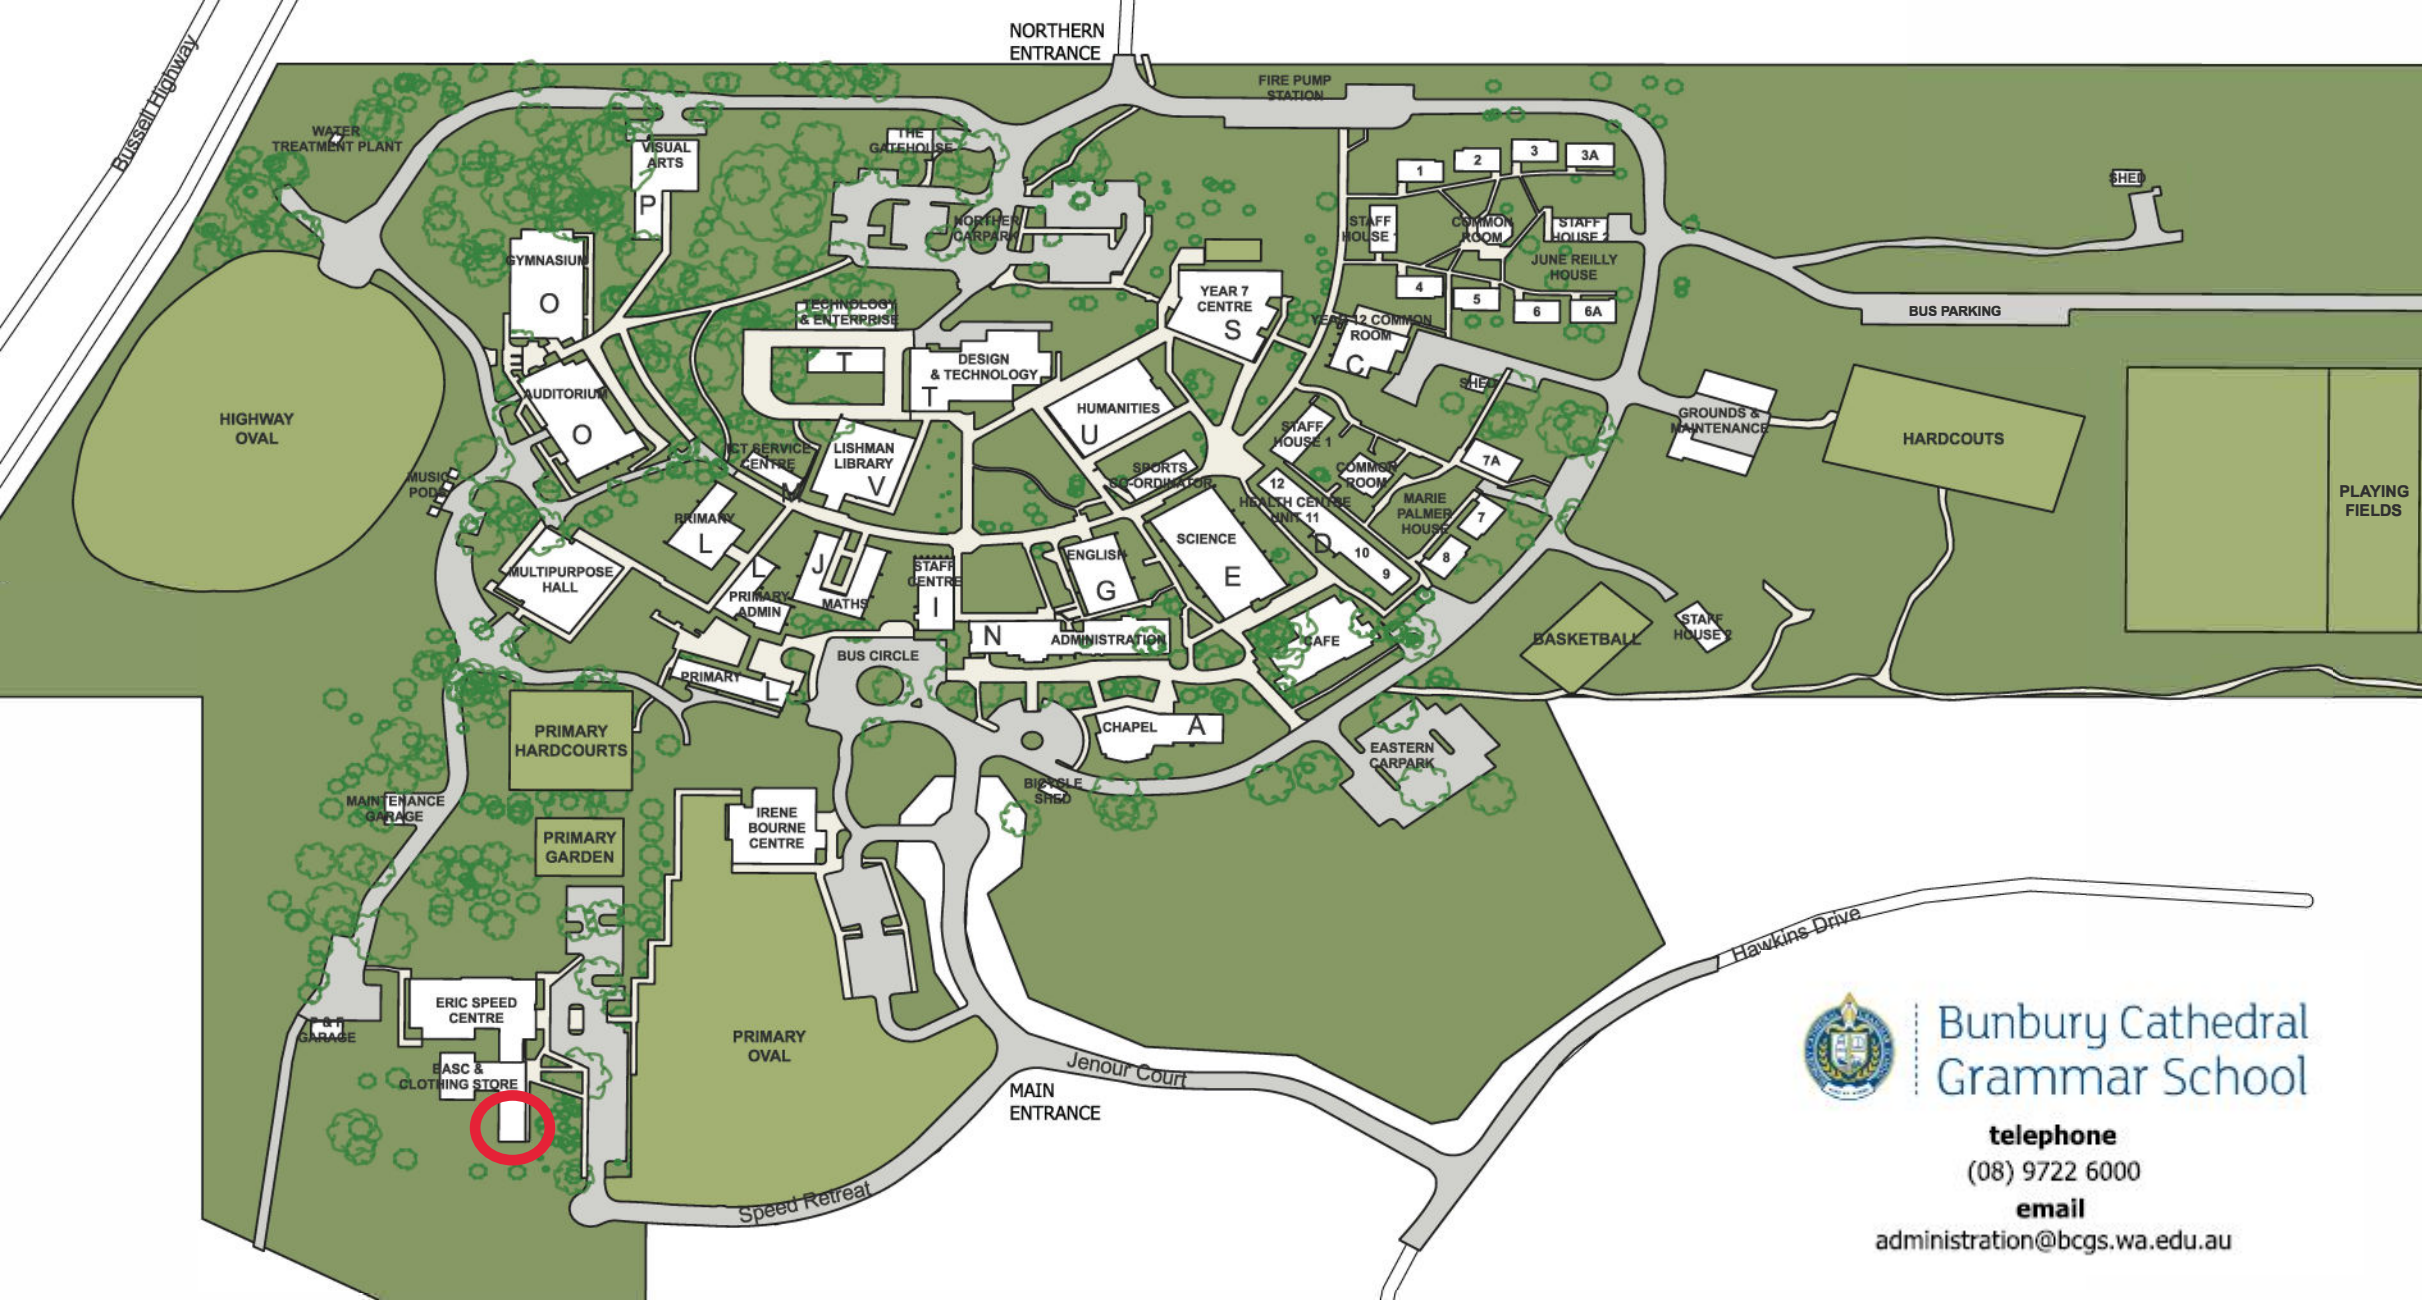 NORTHERN
ENTRANCE
Bussell Highway
FIRE PUMP
STATION
WATER
TREATMENT PLANT
VISUAL
ARTS
P
THE
GATEHOUSE
1
2
3
3A
SHED
NORTHER
CARPARK
STAFF
HOUSE
COMMON
ROOM
STAFF
HOUSE 2
JUNE REILLY
HOUSE
GYMNASIUM
O
YEAR 7
CENTRE
S
4
5
6
6A
TECHNOLOGY
& ENTERPRISE
T
BUS PARKING
YEAR 12 COMMON
ROOM
C
DESIGN
& TECHNOLOGY
T
SHED
AUDITORIUM
O
HUMANITIES
U
HIGHWAY
OVAL
GROUNDS &
MAINTENANCE
HARDCOUTS
PLAYING
FIELDS
STAFF
HOUSE 1
ICT SERVICE
CENTRE
M
LISHMAN
LIBRARY
V
SPORTS
CO-ORDINATOR
COMMON
ROOM
7A
MUSIC
PODS
12
HEALTH CENTRE
UNIT 11
D
10
9
MARIE
PALMER
HOUSE
7
8
PRIMARY
L
SCIENCE
E
ENGLISH
G
J
MATHS
STAFF
CENTRE
I
L
PRIMARY
ADMIN
MULTIPURPOSE
HALL
N
ADMINISTRATION
CAFE
BASKETBALL
STAFF
HOUSE 2
BUS CIRCLE
PRIMARY
L
CHAPEL
A
PRIMARY
HARDCOURTS
EASTERN
CARPARK
BICYCLE
SHED
MAINTENANCE
GARAGE
IRENE
BOURNE
CENTRE
PRIMARY
GARDEN
Hawkins Drive
ERIC SPEED
CENTRE
P & F
GARAGE
PRIMARY
OVAL
EASC &
CLOTHING STORE
Jenour Court
MAIN
ENTRANCE
Speed Retreat
Bunbury Cathedral
Grammar School
telephone
(08) 9722 6000
email
administration@bcgs.wa.edu.au